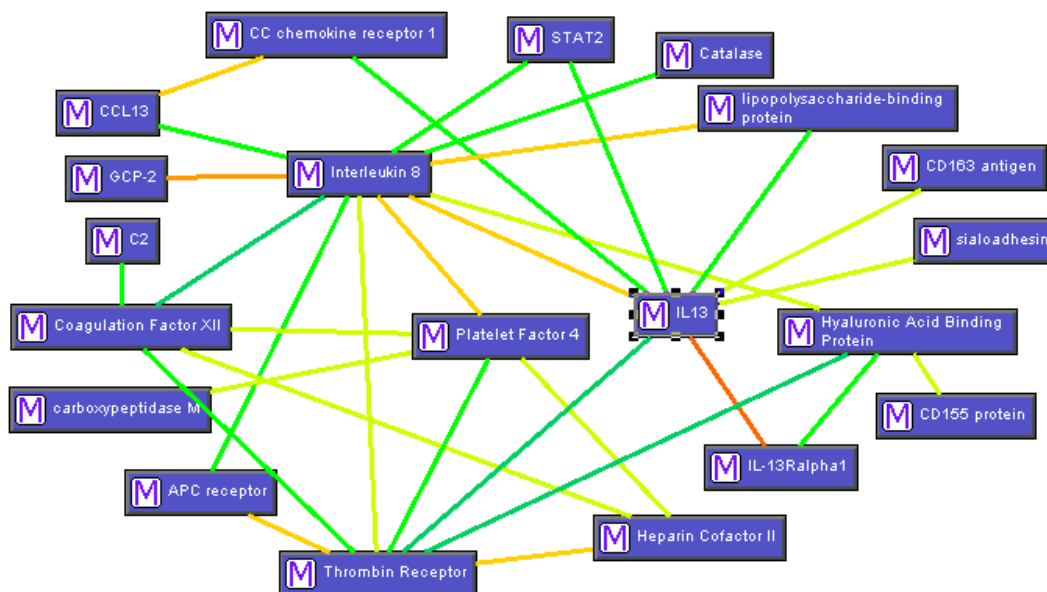 M CC chemokine receptor 1
M STAT2
M Catalase
M lipopolysaccharide-binding
protein
M CCL13
M Interleukin 8
M GCP-2
M CD163 antigen
M C2
M sialoadhesin
M Coagulation Factor XII
M Platelet Factor 4
M IL13
M Hyaluronic Acid Binding
Protein
M carboxypeptidase M
M CD155 protein
M APC receptor
M IL-13Ralpha1
M Heparin Cofactor II
M Thrombin Receptor